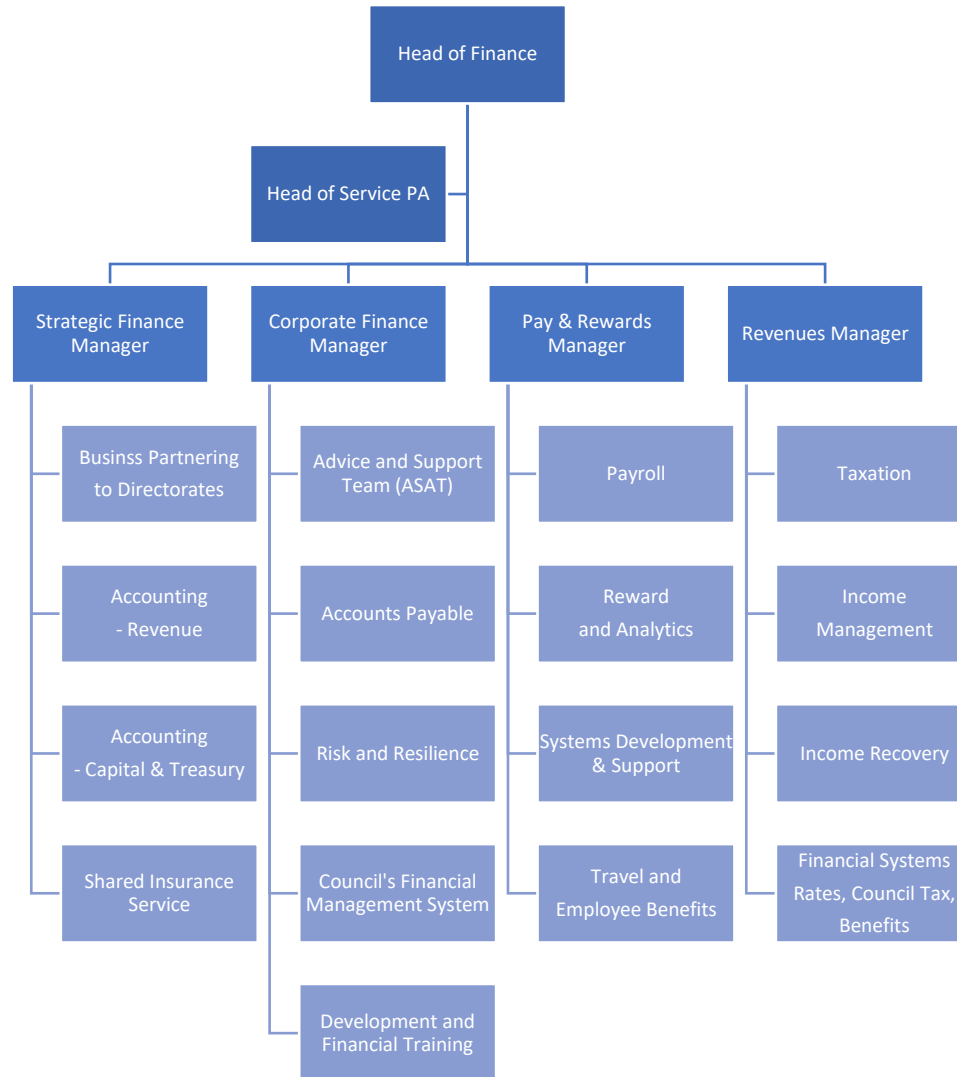 Head of Finance
Head of Service PA
Strategic Finance
Manager
Corporate Finance
Manager
Pay & Rewards
Manager
Revenues Manager
Businss Partnering
to Directorates
Accounting
- Revenue
Accounting
- Capital & Treasury
Shared Insurance
Service
Advice and Support
Team (ASAT)
Accounts Payable
Risk and Resilience
Council's Financial
Management System
Development and
Financial Training
Payroll
Reward
and Analytics
Systems Development
& Support
Travel and
Employee Benefits
Taxation
Income
Management
Income Recovery
Financial Systems
Rates, Council Tax,
Benefits